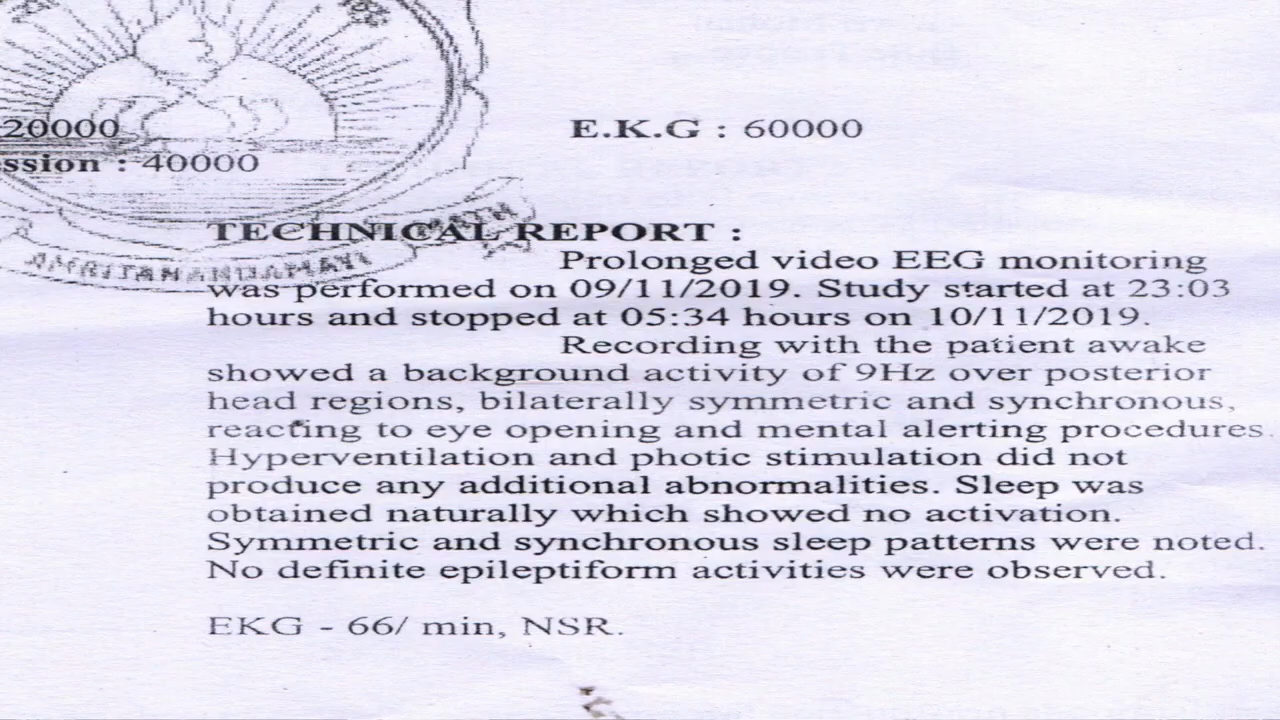 20000
E.K.G : 60000
ssion : 40000
TECHNICAL REPORT :
AMRITANANDAMAYI
Prolonged video EEG monitoring
was performed on 09/11/2019. Study started at 23:03
hours and stopped at 05:34 hours on 10/11/2019.
Recording with the patient awake
showed a background activity of 9Hz over posterior
head regions, bilaterally symmetric and synchronous,
reacting to eye opening and mental alerting procedures.
Hyperventilation and photic stimulation did not
produce any additional abnormalities. Sleep was
obtained naturally which showed no activation.
Symmetric and synchronous sleep patterns were noted.
No definite epileptiform activities were observed.
EKG - 66/ min, NSR.